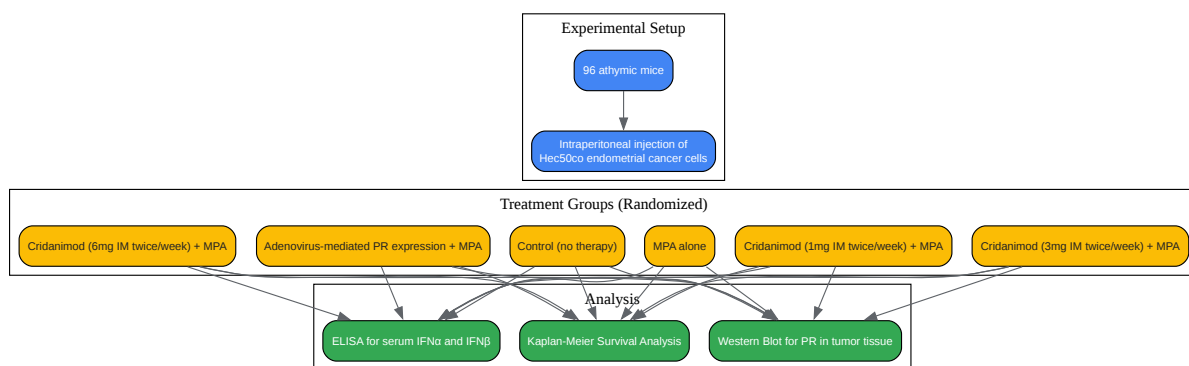 Experimental Setup
96 athymic mice
Intraperitoneal injection of
Hec50co endometrial cancer cells
Treatment Groups (Randomized)
Cridanimod (6mg IM twice/week) + MPA
Adenovirus-mediated PR expression + MPA
Control (no therapy)
MPA alone
Cridanimod (1mg IM twice/week) + MPA
Cridanimod (3mg IM twice/week) + MPA
Analysis
ELISA for serum IFNα and IFNβ
Kaplan-Meier Survival Analysis
Western Blot for PR in tumor tissue